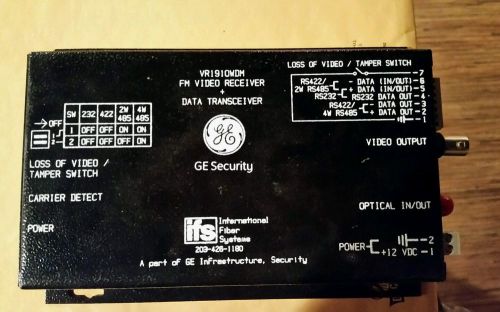 VR1910WDM
FM VIDEO RECEIVER
+
DATA TRANSCEIVER
LOSS OF VIDEO / TAMPER SWITCH
7
RS422/ - DATA (IN/OUT) 6
2W RS485 + DATA (IN/OUT) 5
RS232 RS232 DATA OUT 4
RS422/ - DATA OUT 3
4W RS485 + DATA OUT 2
1
OFF
1 2
SW 232 422 2W 485 4W 485
1 OFF OFF ON ON
2 OFF OFF ON ON
GE
GE Security
VIDEO OUTPUT
LOSS OF VIDEO /
TAMPER SWITCH
CARRIER DETECT
OPTICAL IN/OUT
POWER
ifs International
Fiber
Systems
203-426-1180
A part of GE Infrastructure, Security
POWER 2
+12 VDC 1